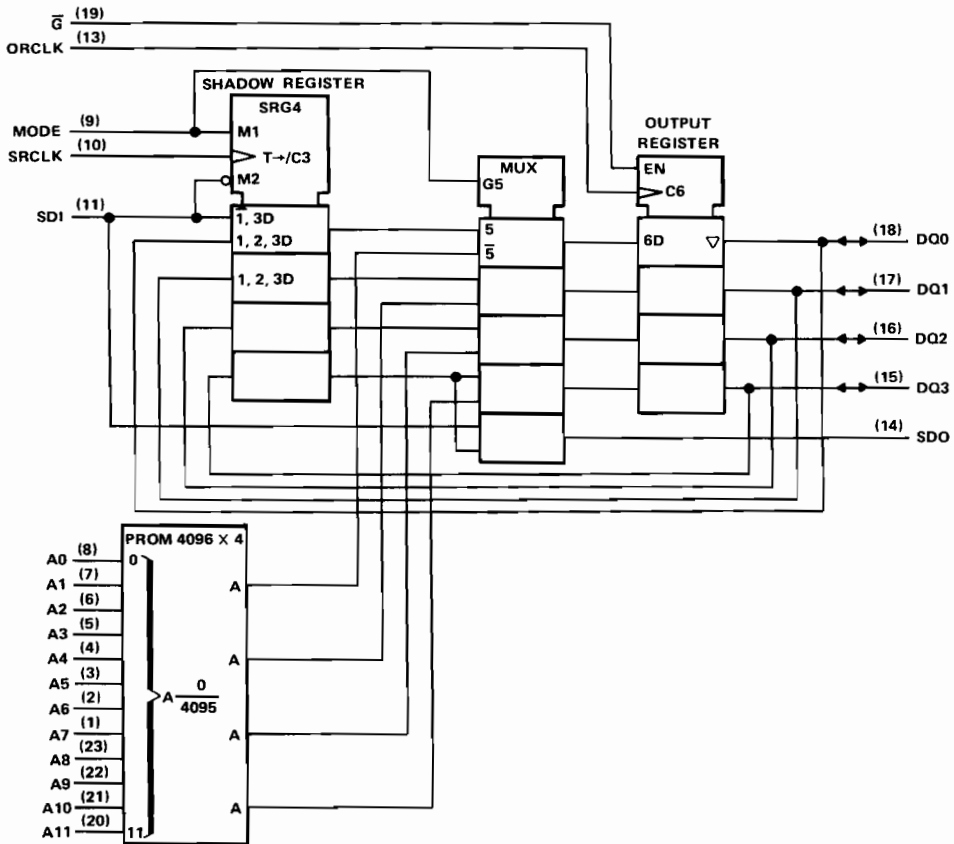 G̅ (19)
ORCLK (13)
SHADOW REGISTER
SRG4
MODE (9)
M1
SRCLK (10)
T→/C3
M2
SDI (11)
1, 3D
1, 2, 3D
1, 2, 3D
MUX
G5
5
5̅
OUTPUT
REGISTER
EN
C6
6D ▽
(18) DQ0
(17) DQ1
(16) DQ2
(15) DQ3
(14) SDO
PROM 4096 X 4
A0 (8)
0
A1 (7)
A
A2 (6)
A3 (5)
A4 (4)
A
A5 (3)
A6 (2)
A 0
4095
A7 (1)
A
A8 (23)
A9 (22)
A10 (21)
A
A11 (20)
11